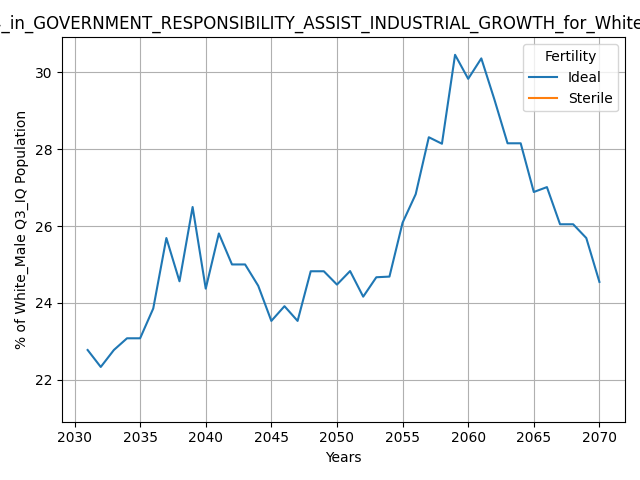 _in_GOVERNMENT_RESPONSIBILITY_ASSIST_INDUSTRIAL_GROWTH_for_White
Fertility
Ideal
Sterile
% of White_Male Q3_IQ Population
30
28
26
24
22
2030 2035 2040 2045 2050 2055 2060 2065 2070
Years